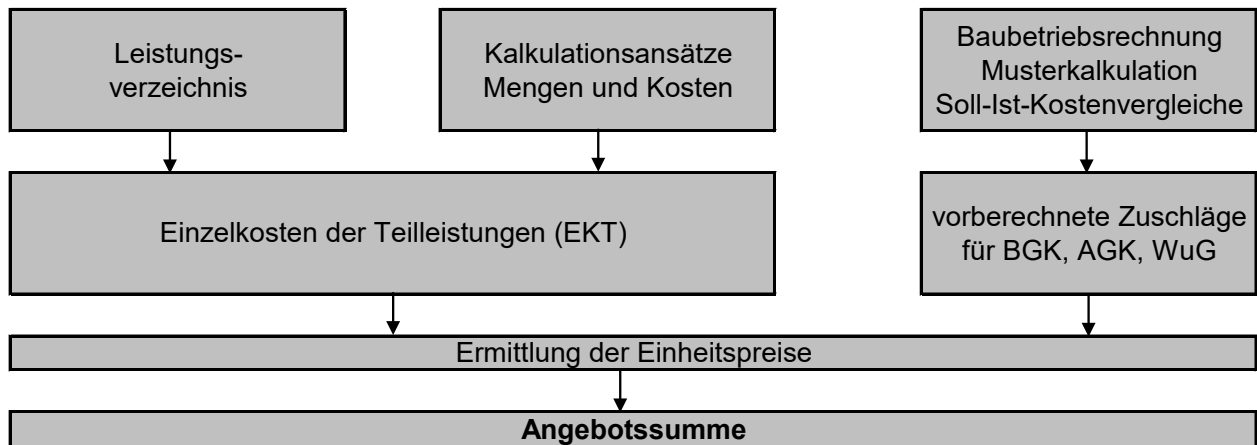 Leistungs-
verzeichnis
Kalkulationsansätze
Mengen und Kosten
Baubetriebsrechnung
Musterkalkulation
Soll-Ist-Kostenvergleiche
Einzelkosten der Teilleistungen (EKT)
vorberechnete Zuschläge
für BGK, AGK, WuG
Ermittlung der Einheitspreise
Angebotssumme